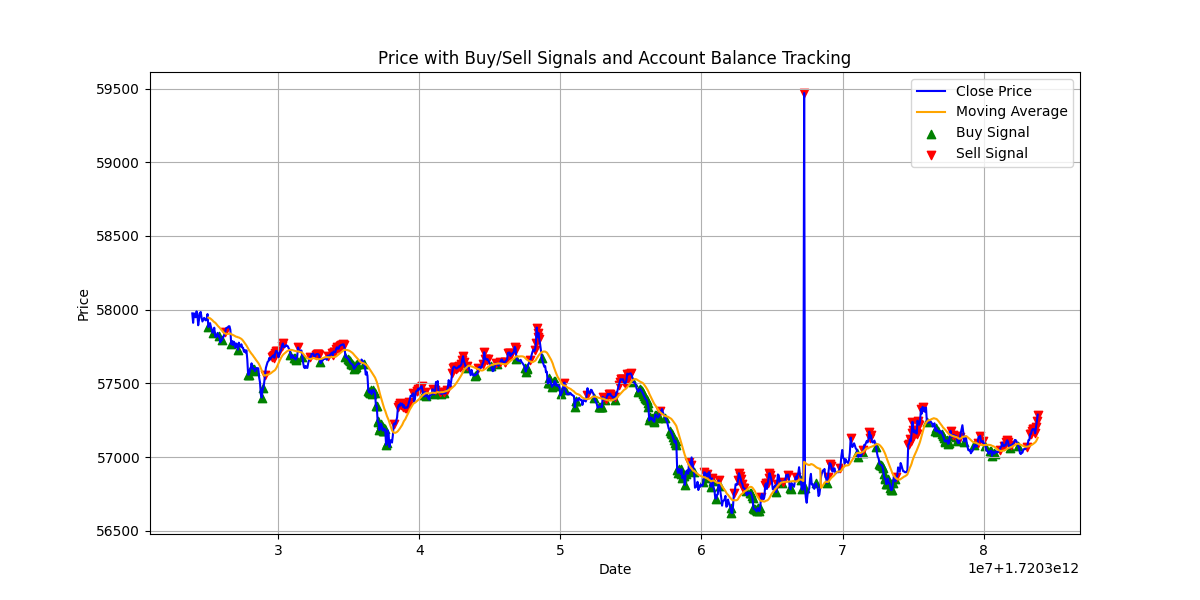 Price with Buy/Sell Signals and Account Balance Tracking
59500
59000
58500
58000
57500
57000
56500
Price
Close Price
Moving Average
Buy Signal
Sell Signal
3 4 5 6 7 8
Date
1e7+1.7203e12